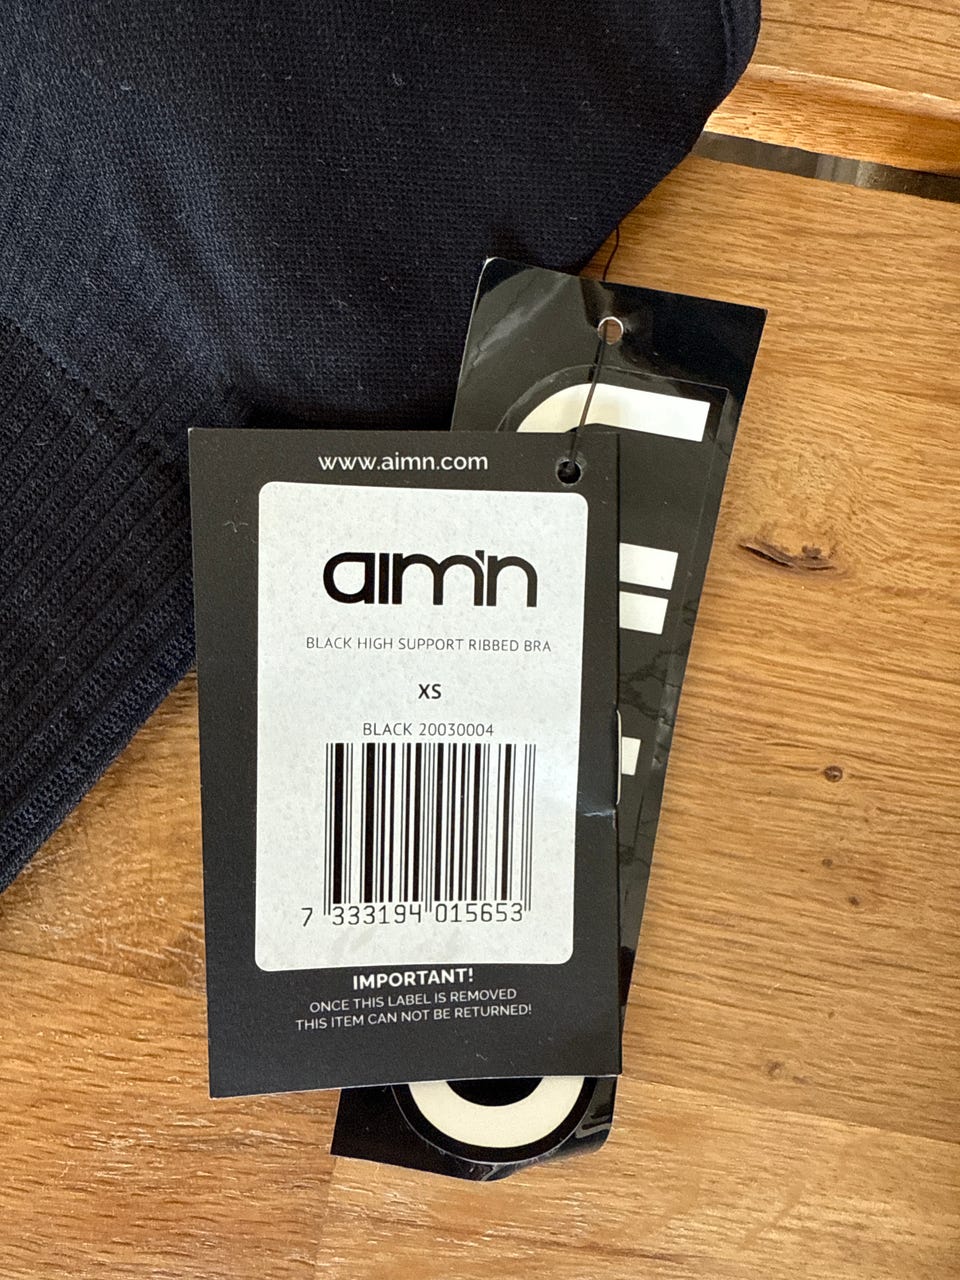 www.aimn.com
aim'n
BLACK HIGH SUPPORT RIBBED BRA
XS
BLACK 20030004
7 333194 015653
IMPORTANT!
ONCE THIS LABEL IS REMOVED
THIS ITEM CAN NOT BE RETURNED!